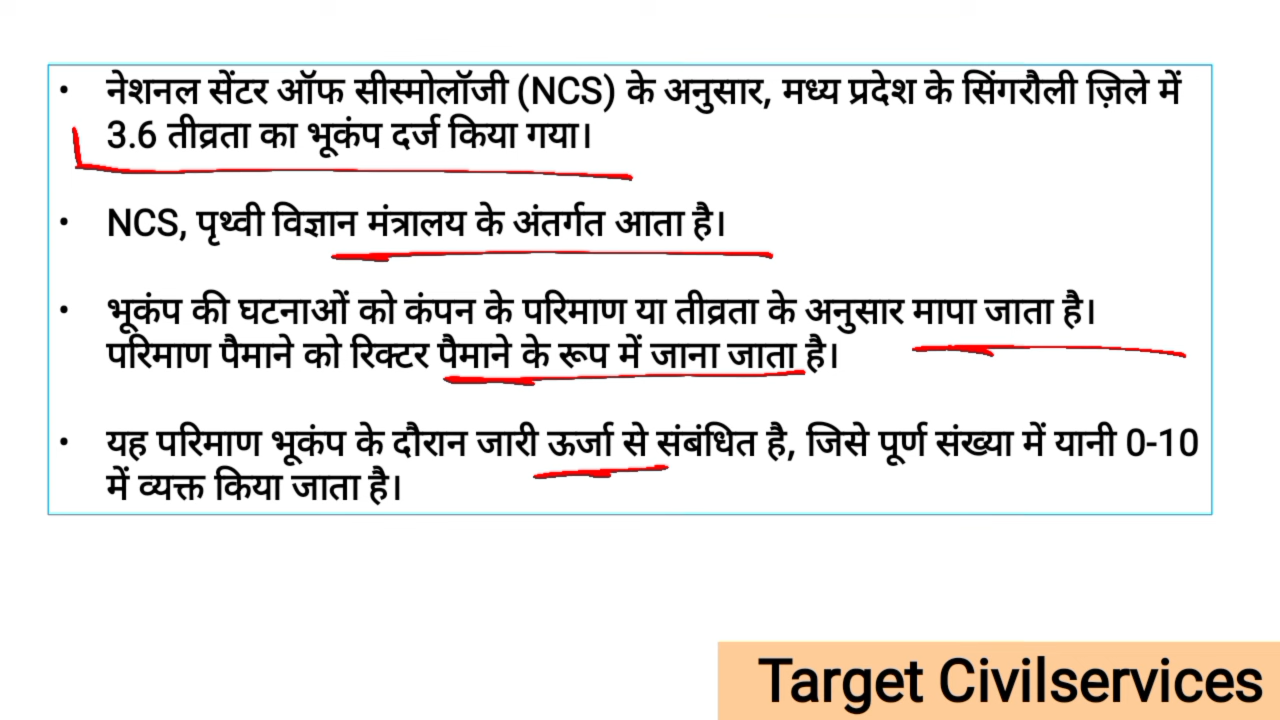 • नेशनल सेंटर ऑफ सीस्मोलॉजी (NCS) के अनुसार, मध्य प्रदेश के सिंगरौली ज़िले में
3.6 तीव्रता का भूकंप दर्ज किया गया।
• NCS, पृथ्वी विज्ञान मंत्रालय के अंतर्गत आता है।
• भूकंप की घटनाओं को कंपन के परिमाण या तीव्रता के अनुसार मापा जाता है।
परिमाण पैमाने को रिक्टर पैमाने के रूप में जाना जाता है।
• यह परिमाण भूकंप के दौरान जारी ऊर्जा से संबंधित है, जिसे पूर्ण संख्या में यानी 0-10
में व्यक्त किया जाता है।
Target Civilservices